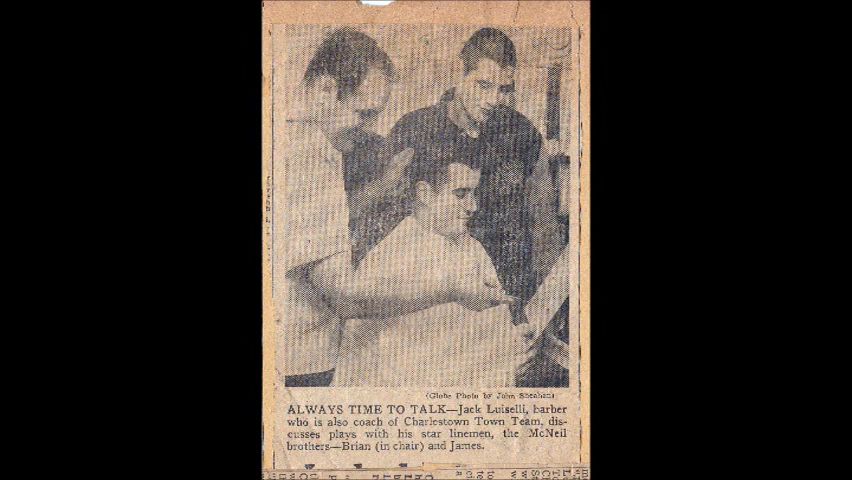 (Globe Photo by John Sheahan)
ALWAYS TIME TO TALK—Jack Luiselli, barber
who is also coach of Charlestown Town Team, dis-
cusses plays with his star linemen, the McNeil
brothers—Brian (in chair) and James.